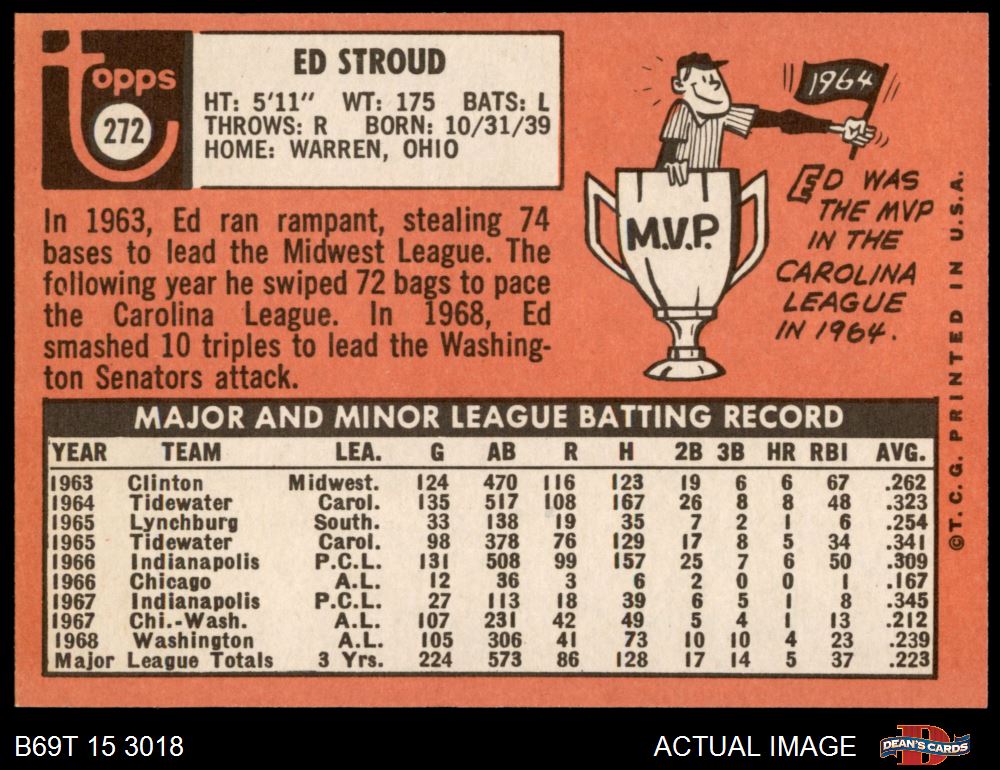 topps
272
ED STROUD
HT: 5'11" WT: 175 BATS: L
THROWS: R BORN: 10/31/39
HOME: WARREN, OHIO
In 1963, Ed ran rampant, stealing 74
bases to lead the Midwest League. The
following year he swiped 72 bags to pace
the Carolina League. In 1968, Ed
smashed 10 triples to lead the Washing-
ton Senators attack.
1964
M.V.P.
ED WAS
THE MVP
IN THE
CAROLINA
LEAGUE
IN 1964.
MAJOR AND MINOR LEAGUE BATTING RECORD
YEAR TEAM LEA. G AB R H 2B 3B HR RBI AVG.
1963 Clinton Midwest. 124 470 116 123 19 6 6 67 .262
1964 Tidewater Carol. 135 517 108 167 26 8 8 48 .323
1965 Lynchburg South. 33 138 19 35 7 2 1 6 .254
1965 Tidewater Carol. 98 378 76 129 17 8 5 34 .341
1966 Indianapolis P.C.L. 131 508 99 157 25 7 6 50 .309
1966 Chicago A.L. 12 36 3 6 2 0 0 1 .167
1967 Indianapolis P.C.L. 27 113 18 39 6 5 1 8 .345
1967 Chi.-Wash. A.L. 107 231 42 49 5 4 1 13 .212
1968 Washington A.L. 105 306 41 73 10 10 4 23 .239
Major League Totals 3 Yrs. 224 573 86 128 17 14 5 37 .223
©T. C. G. PRINTED IN U.S.A.
B69T 15 3018
ACTUAL IMAGE
D
DEAN'S CARDS